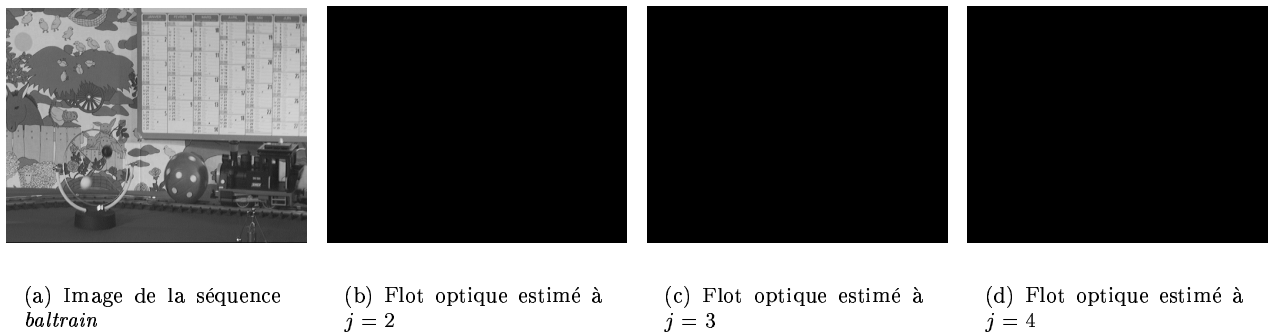 (a) Image de la séquence
baltrain
(b) Flot optique estimé à
j = 2
(c) Flot optique estimé à
j = 3
(d) Flot optique estimé à
j = 4